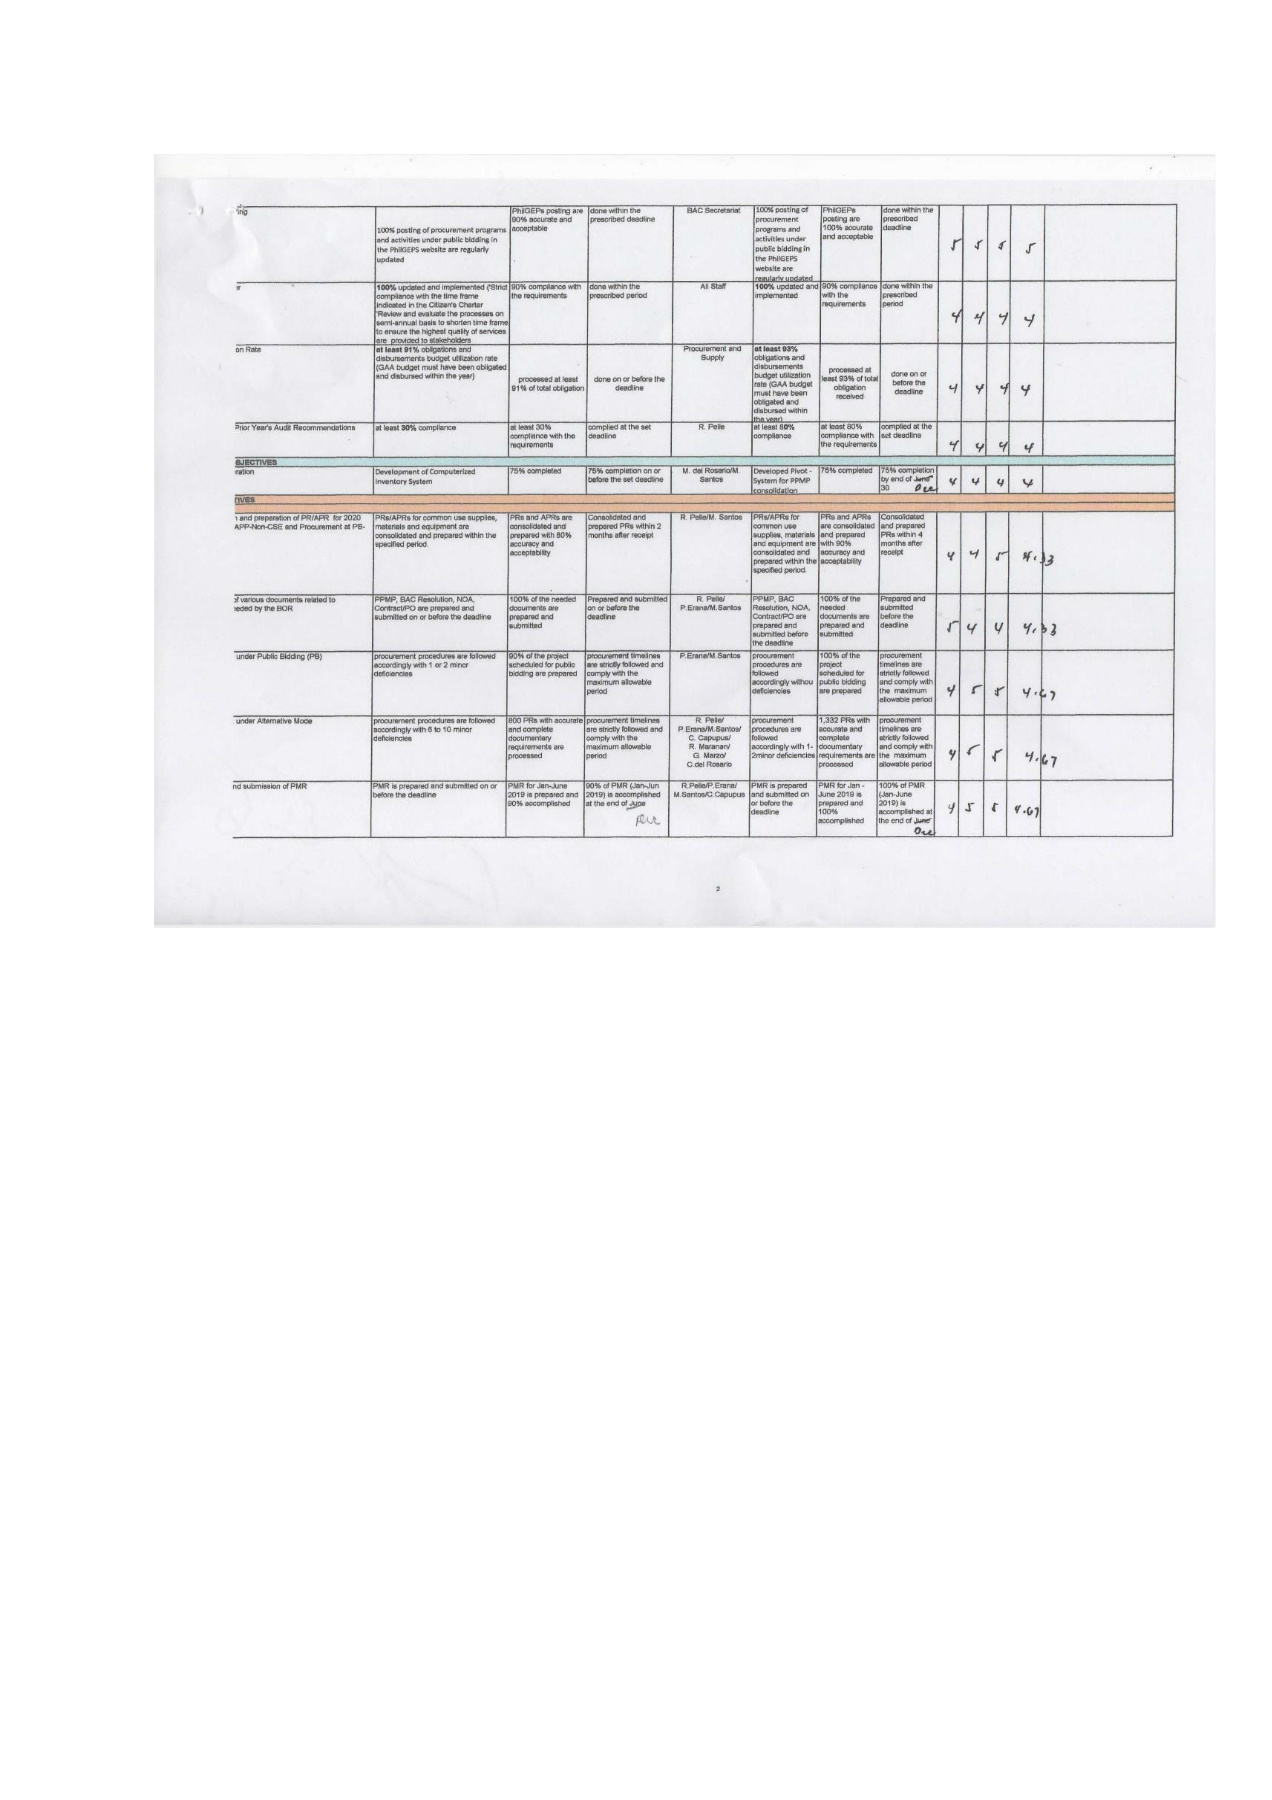 ing
100% posting of procurement programs
and activities under public bidding in
the PhilGEPS website are regularly
updated
PhilGEPs posting are
90% accurate and
acceptable
done within the
prescribed deadline
BAC Secretariat
100% posting of
procurement
programs and
activities under
public bidding in
the PhilGEPS
website are
regularly updated
PhilGEPs
posting are
100% accurate
and acceptable
done within the
prescribed
deadline
5 5 5 5
r
100% updated and implemented (*Strict
compliance with the time frame
indicated in the Citizen's Charter
*Review and evaluate the processes on
semi-annual basis to shorten time frame
to ensure the highest quality of services
are provided to stakeholders
90% compliance with
the requirements
done within the
prescribed period
All Staff
100% updated and
implemented
90% compliance
with the
requirements
done within the
prescribed
period
4 4 4 4
on Rate
at least 91% obligations and
disbursements budget utilization rate
(GAA budget must have been obligated
and disbursed within the year)
processed at least
91% of total obligation
done on or before the
deadline
Procurement and
Supply
at least 93%
obligations and
disbursements
budget utilization
rate (GAA budget
must have been
obligated and
disbursed within
the year)
processed at
least 93% of total
obligation
received
done on or
before the
deadline
4 4 4 4
Prior Year's Audit Recommendations
at least 30% compliance
at least 30%
compliance with the
requirements
complied at the set
deadline
R. Pelle
at least 80%
compliance
at least 80%
compliance with
the requirements
complied at the
set deadline
4 4 4 4
BJECTIVES
ration
Development of Computerized
Inventory System
75% completed
75% completion on or
before the set deadline
M. del Rosario/M.
Santos
Developed Pivot -
System for PPMP
consolidation
75% completed
75% completion
by end of June
30 Dec
4 4 4 4
TIVES
n and preparation of PR/APR for 2020
APP-Non-CSE and Procurement at PB-
PRs/APRs for common use supplies,
materials and equipment are
consolidated and prepared within the
specified period.
PRs and APRs are
consolidated and
prepared with 80%
accuracy and
acceptability
Consolidated and
prepared PRs within 2
months after receipt
R. Pelle/M. Santos
PRs/APRs for
common use
supplies, materials
and equipment are
consolidated and
prepared within the
specified period.
PRs and APRs
are consolidated
and prepared
with 90%
accuracy and
acceptability
Consolidated
and prepared
PRs within 4
months after
receipt
4 4 5 4.33
of various documents related to
needed by the BOR
PPMP, BAC Resolution, NOA,
Contract/PO are prepared and
submitted on or before the deadline
100% of the needed
documents are
prepared and
submitted
Prepared and submitted
on or before the
deadline
R. Pelle/
P.Erana/M.Santos
PPMP, BAC
Resolution, NOA,
Contract/PO are
prepared and
submitted before
the deadline
100% of the
needed
documents are
prepared and
submitted
Prepared and
submitted
before the
deadline
5 4 4 4.33
under Public Bidding (PB)
procurement procedures are followed
accordingly with 1 or 2 minor
deficiencies
90% of the project
scheduled for public
bidding are prepared
procurement timelines
are strictly followed and
comply with the
maximum allowable
period
P.Erana/M.Santos
procurement
procedures are
followed
accordingly withou
deficiencies
100% of the
project
scheduled for
public bidding
are prepared
procurement
timelines are
strictly followed
and comply with
the maximum
allowable period
4 5 5 4.67
under Alternative Mode
procurement procedures are followed
accordingly with 6 to 10 minor
deficiencies
800 PRs with accurate
and complete
documentary
requirements are
processed
procurement timelines
are strictly followed and
comply with the
maximum allowable
period
R. Pelle/
P.Erana/M.Santos/
C. Capupus/
R. Maranan/
G. Marzo/
C.del Rosario
procurement
procedures are
followed
accordingly with 1-
2minor deficiencies
1,332 PRs with
accurate and
complete
documentary
requirements are
processed
procurement
timelines are
strictly followed
and comply with
the maximum
allowable period
4 5 5 4.67
nd submission of PMR
PMR is prepared and submitted on or
before the deadline
PMR for Jan-June
2019 is prepared and
90% accomplished
90% of PMR (Jan-Jun
2019) is accomplished
at the end of June
Dec
R.Pelle/P.Erana/
M.Santos/C.Capupus
PMR is prepared
and submitted on
or before the
deadline
PMR for Jan -
June 2019 is
prepared and
100%
accomplished
100% of PMR
(Jan-June
2019) is
accomplished at
the end of June
Dec
4 5 5 4.67
2